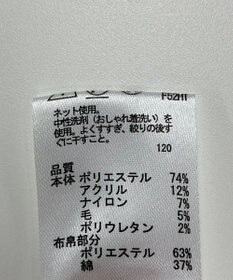 F52HI
ネット使用。
中性洗剤(おしゃれ着洗い)を
使用。よくすすぎ、絞りの後す
ぐに干すこと。
120
品質
本体 ポリエステル 74%
アクリル 12%
ナイロン 7%
毛 5%
ポリウレタン 2%
布帛部分
ポリエステル 63%
綿 37%